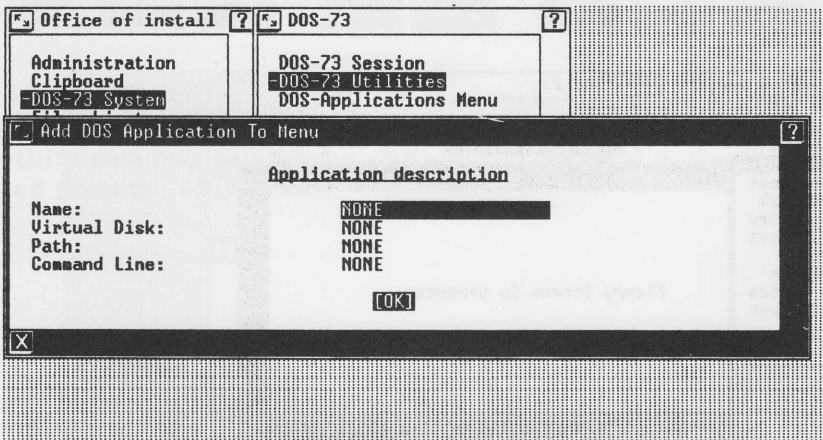 Office of install ?
DOS-73 ?
Administration
Clipboard
-DOS-73 System
DOS-73 Session
-DOS-73 Utilities
DOS-Applications Menu
Add DOS Application To Menu ?
Application description
Name: NONE
Virtual Disk: NONE
Path: NONE
Command Line: NONE
[OK]
X